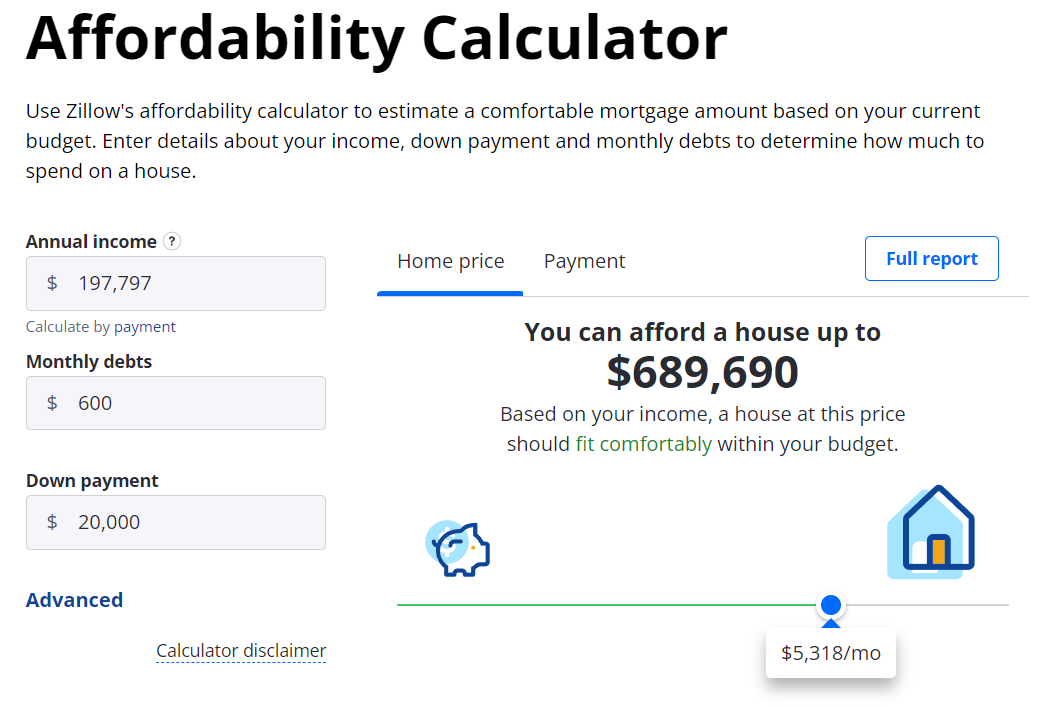 Affordability Calculator
Use Zillow's affordability calculator to estimate a comfortable mortgage amount based on your current
budget. Enter details about your income, down payment and monthly debts to determine how much to
spend on a house.
Annual income ?
$ 197,797
Calculate by payment
Monthly debts
$ 600
Down payment
$ 20,000
Advanced
Calculator disclaimer
Home price Payment Full report
You can afford a house up to
$689,690
Based on your income, a house at this price
should fit comfortably within your budget.
$5,318/mo